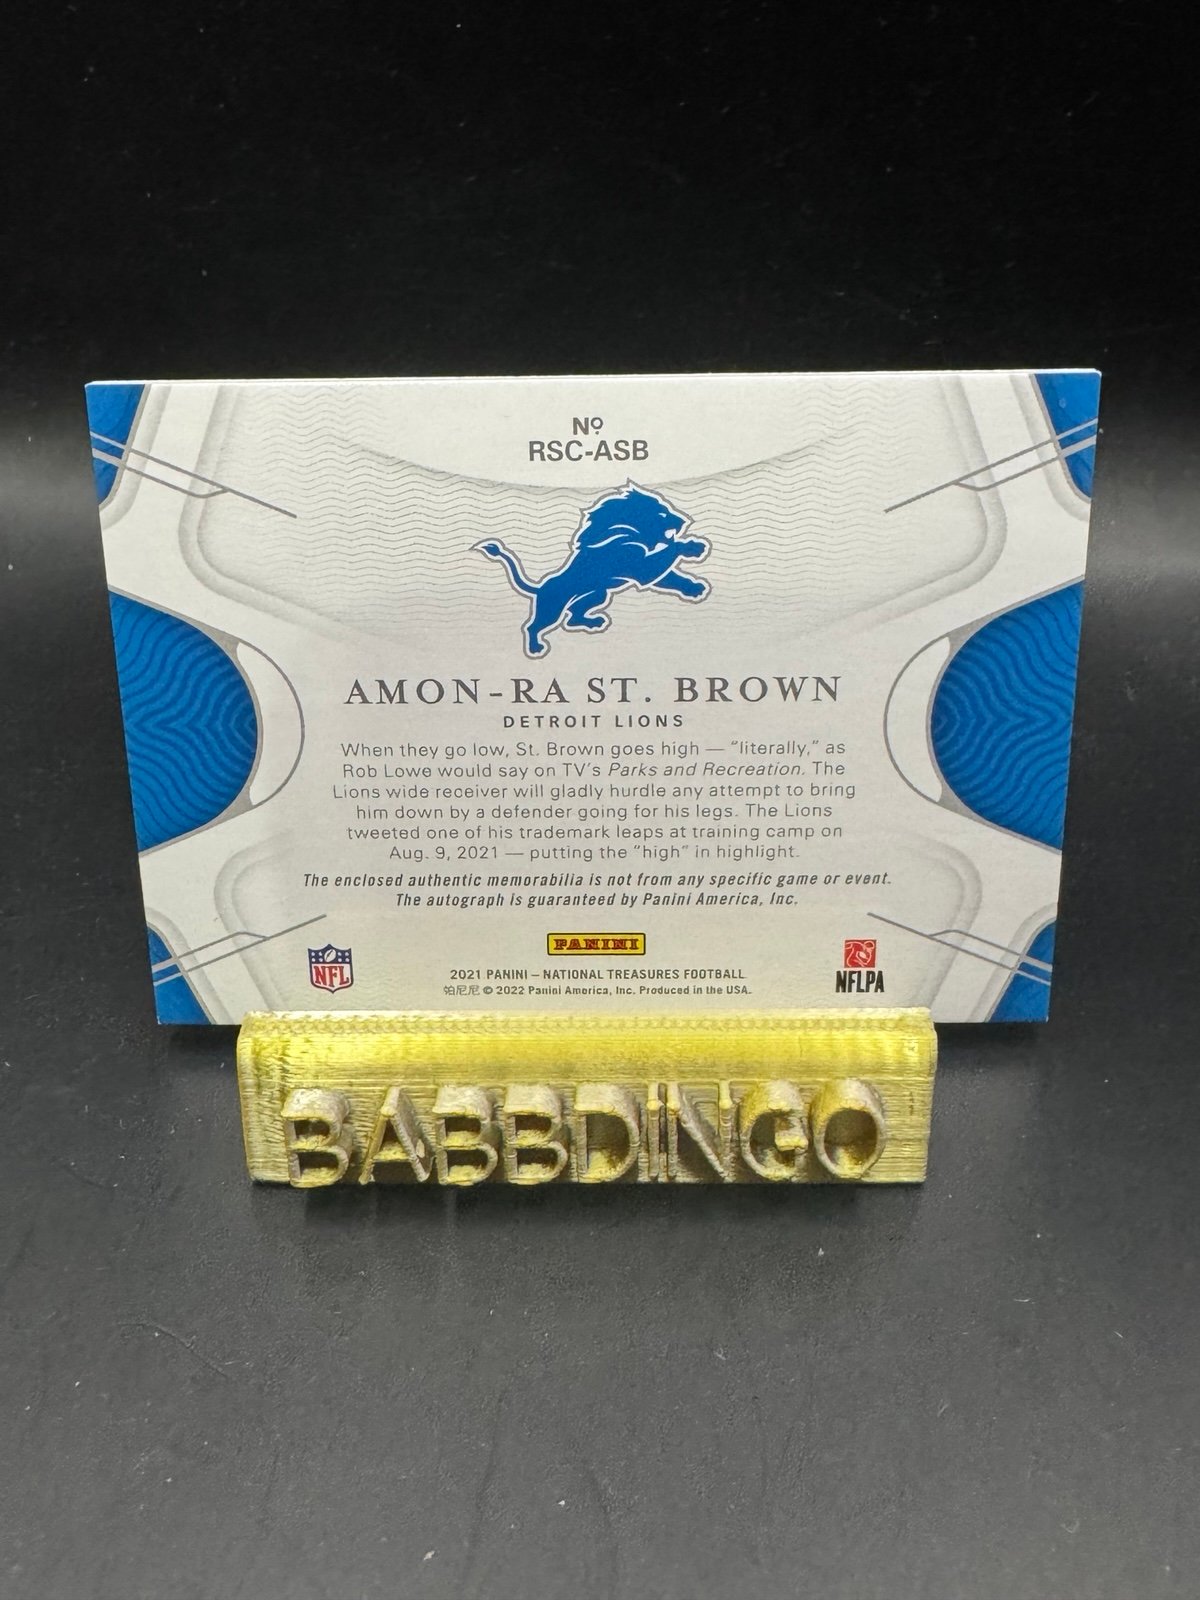 Nº
RSC-ASB
AMON-RA ST. BROWN
DETROIT LIONS
When they go low, St. Brown goes high — “literally,” as
Rob Lowe would say on TV's Parks and Recreation. The
Lions wide receiver will gladly hurdle any attempt to bring
him down by a defender going for his legs. The Lions
tweeted one of his trademark leaps at training camp on
Aug. 9, 2021 — putting the “high” in highlight.
The enclosed authentic memorabilia is not from any specific game or event.
The autograph is guaranteed by Panini America, Inc.
NFL
PANINI
NFLPA
2021 PANINI – NATIONAL TREASURES FOOTBALL
帕尼尼 © 2022 Panini America, Inc. Produced in the USA.
BABBDINGO